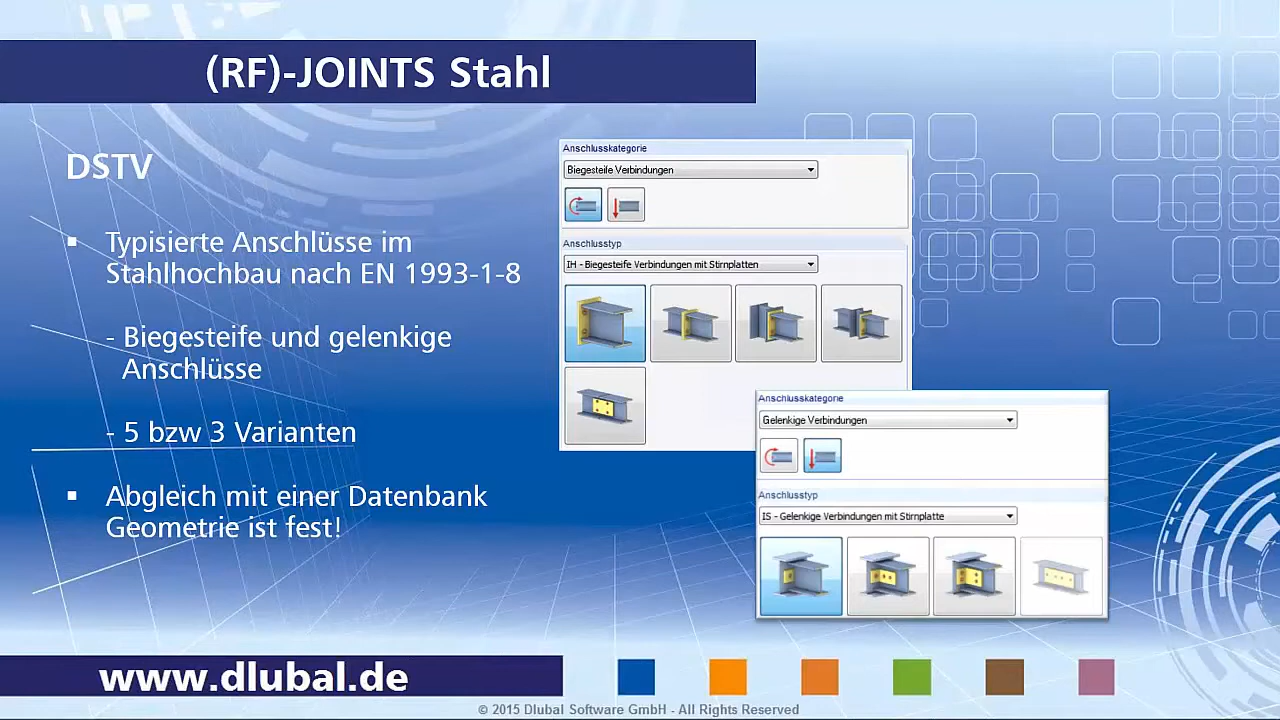 (RF)-JOINTS Stahl
DSTV
▪ Typisierte Anschlüsse im
Stahlhochbau nach EN 1993-1-8
- Biegesteife und gelenkige
Anschlüsse
- 5 bzw 3 Varianten
▪ Abgleich mit einer Datenbank
Geometrie ist fest!
Anschlusskategorie
Biegesteife Verbindungen
Anschlusstyp
IH - Biegesteife Verbindungen mit Stirnplatten
Anschlusskategorie
Gelenkige Verbindungen
Anschlusstyp
IS - Gelenkige Verbindungen mit Stirnplatte
www.dlubal.de
© 2015 Dlubal Software GmbH - All Rights Reserved